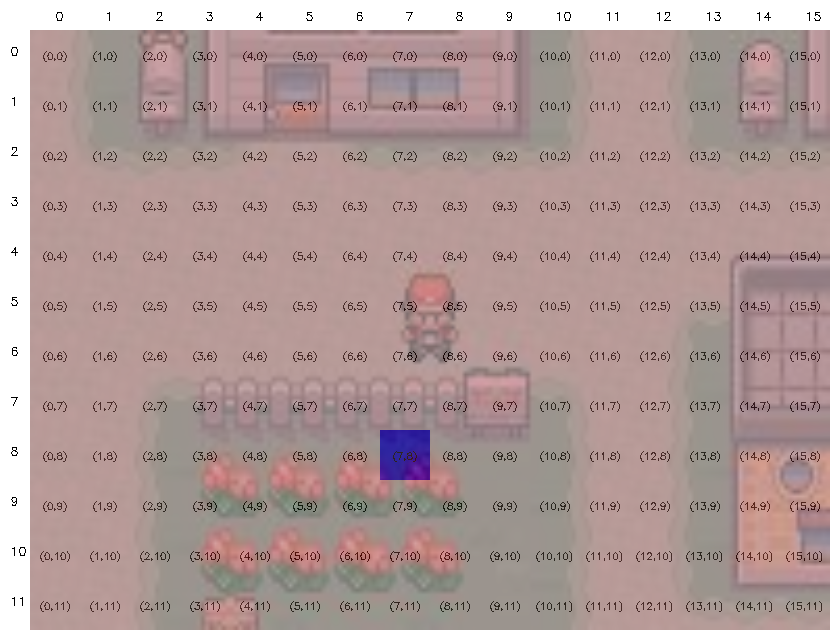 0 1 2 3 4 5 6 7 8 9 10 11 12 13 14 15
0 (0,0) (1,0) (2,0) (3,0) (4,0) (5,0) (6,0) (7,0) (8,0) (9,0) (10,0) (11,0) (12,0) (13,0) (14,0) (15,0)
1 (0,1) (1,1) (2,1) (3,1) (4,1) (5,1) (6,1) (7,1) (8,1) (9,1) (10,1) (11,1) (12,1) (13,1) (14,1) (15,1)
2 (0,2) (1,2) (2,2) (3,2) (4,2) (5,2) (6,2) (7,2) (8,2) (9,2) (10,2) (11,2) (12,2) (13,2) (14,2) (15,2)
3 (0,3) (1,3) (2,3) (3,3) (4,3) (5,3) (6,3) (7,3) (8,3) (9,3) (10,3) (11,3) (12,3) (13,3) (14,3) (15,3)
4 (0,4) (1,4) (2,4) (3,4) (4,4) (5,4) (6,4) (7,4) (8,4) (9,4) (10,4) (11,4) (12,4) (13,4) (14,4) (15,4)
5 (0,5) (1,5) (2,5) (3,5) (4,5) (5,5) (6,5) (7,5) (8,5) (9,5) (10,5) (11,5) (12,5) (13,5) (14,5) (15,5)
6 (0,6) (1,6) (2,6) (3,6) (4,6) (5,6) (6,6) (7,6) (8,6) (9,6) (10,6) (11,6) (12,6) (13,6) (14,6) (15,6)
7 (0,7) (1,7) (2,7) (3,7) (4,7) (5,7) (6,7) (7,7) (8,7) (9,7) (10,7) (11,7) (12,7) (13,7) (14,7) (15,7)
8 (0,8) (1,8) (2,8) (3,8) (4,8) (5,8) (6,8) (7,8) (8,8) (9,8) (10,8) (11,8) (12,8) (13,8) (14,8) (15,8)
9 (0,9) (1,9) (2,9) (3,9) (4,9) (5,9) (6,9) (7,9) (8,9) (9,9) (10,9) (11,9) (12,9) (13,9) (14,9) (15,9)
10 (0,10) (1,10) (2,10) (3,10) (4,10) (5,10) (6,10) (7,10) (8,10) (9,10) (10,10) (11,10) (12,10) (13,10) (14,10) (15,10)
11 (0,11) (1,11) (2,11) (3,11) (4,11) (5,11) (6,11) (7,11) (8,11) (9,11) (10,11) (11,11) (12,11) (13,11) (14,11) (15,11)